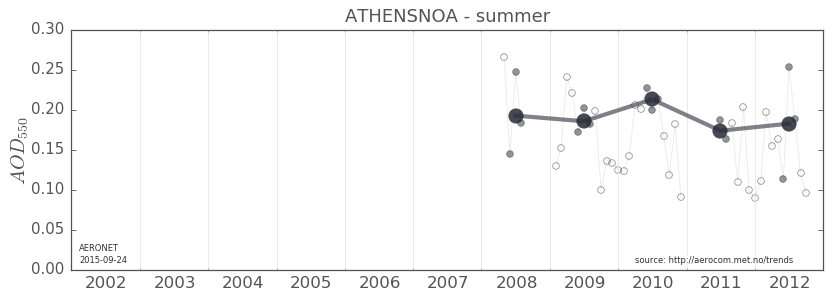 ATHENSNOA - summer
0.30
0.25
0.20
0.15
0.10
0.05
0.00
AOD550
AERONET
2015-09-24
source: http://aerocom.met.no/trends
2002 2003 2004 2005 2006 2007 2008 2009 2010 2011 2012